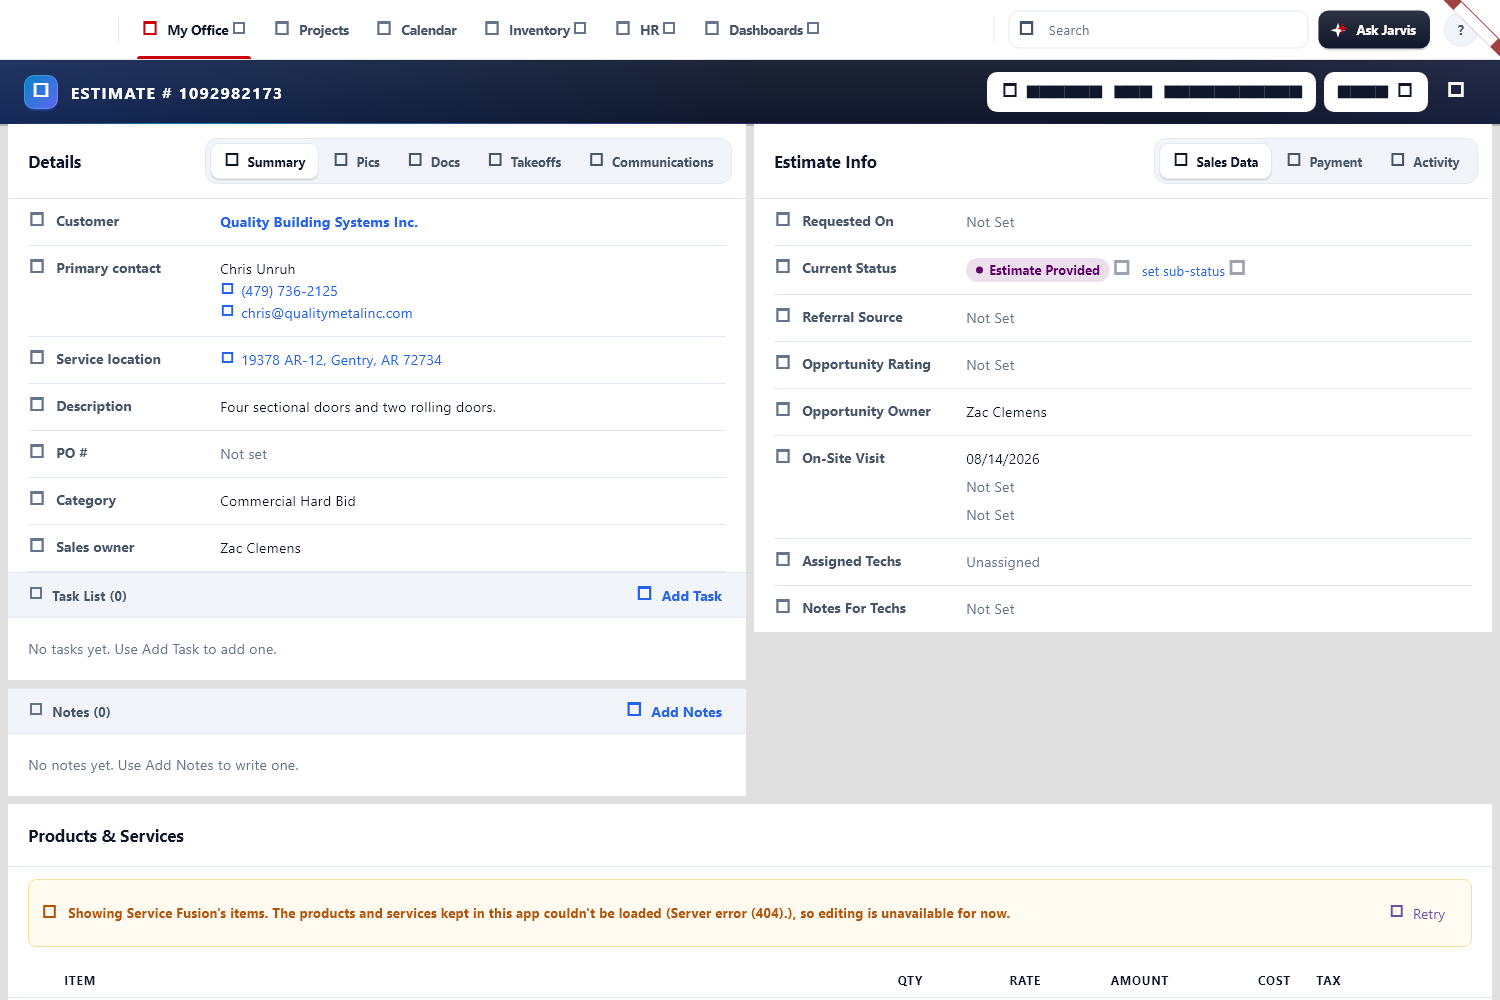 My Office
Projects
Calendar
Inventory
HR
Dashboards
Search
Ask Jarvis
?
ESTIMATE # 1092982173
Details
Summary
Pics
Docs
Takeoffs
Communications
Customer
Quality Building Systems Inc.
Primary contact
Chris Unruh
(479) 736-2125
chris@qualitymetalinc.com
Service location
19378 AR-12, Gentry, AR 72734
Description
Four sectional doors and two rolling doors.
PO #
Not set
Category
Commercial Hard Bid
Sales owner
Zac Clemens
Task List (0)
Add Task
No tasks yet. Use Add Task to add one.
Notes (0)
Add Notes
No notes yet. Use Add Notes to write one.
Estimate Info
Sales Data
Payment
Activity
Requested On
Not Set
Current Status
Estimate Provided
set sub-status
Referral Source
Not Set
Opportunity Rating
Not Set
Opportunity Owner
Zac Clemens
On-Site Visit
08/14/2026
Not Set
Not Set
Assigned Techs
Unassigned
Notes For Techs
Not Set
Products & Services
Showing Service Fusion's items. The products and services kept in this app couldn't be loaded (Server error (404).), so editing is unavailable for now.
Retry
ITEM
QTY
RATE
AMOUNT
COST
TAX